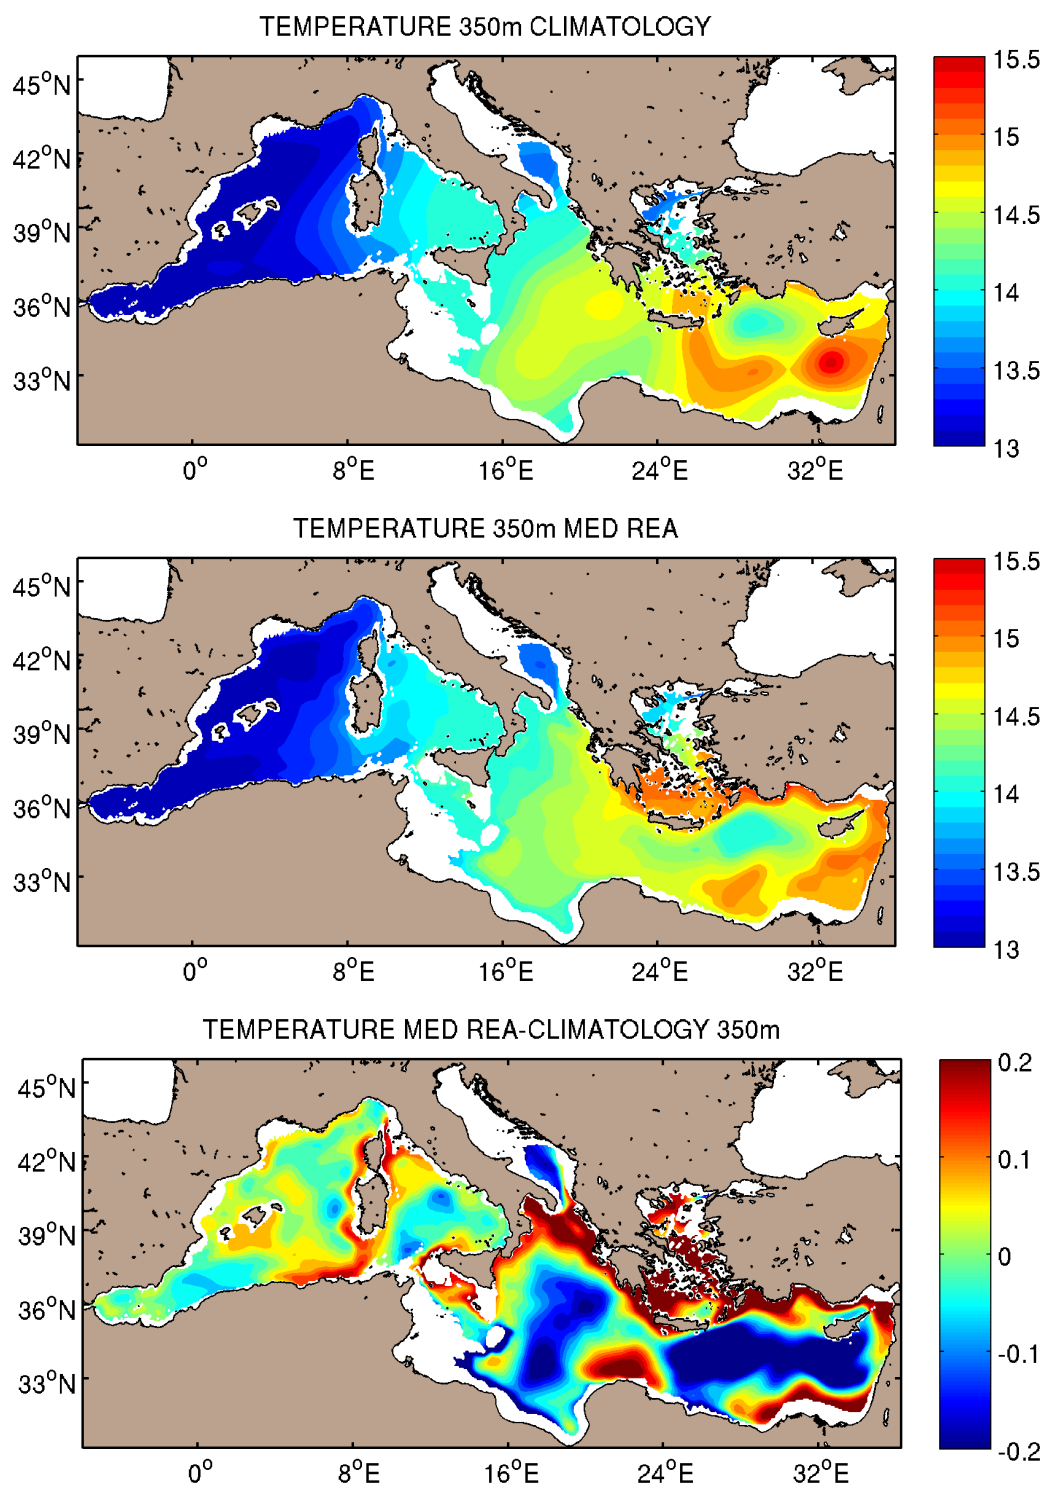 TEMPERATURE 350m CLIMATOLOGY
45°N
42°N
39°N
36°N
33°N
0°
8°E
16°E
24°E
32°E
15.5
15
14.5
14
13.5
13
TEMPERATURE 350m MED REA
45°N
42°N
39°N
36°N
33°N
0°
8°E
16°E
24°E
32°E
15.5
15
14.5
14
13.5
13
TEMPERATURE MED REA-CLIMATOLOGY 350m
45°N
42°N
39°N
36°N
33°N
0°
8°E
16°E
24°E
32°E
0.2
0.1
0
-0.1
-0.2